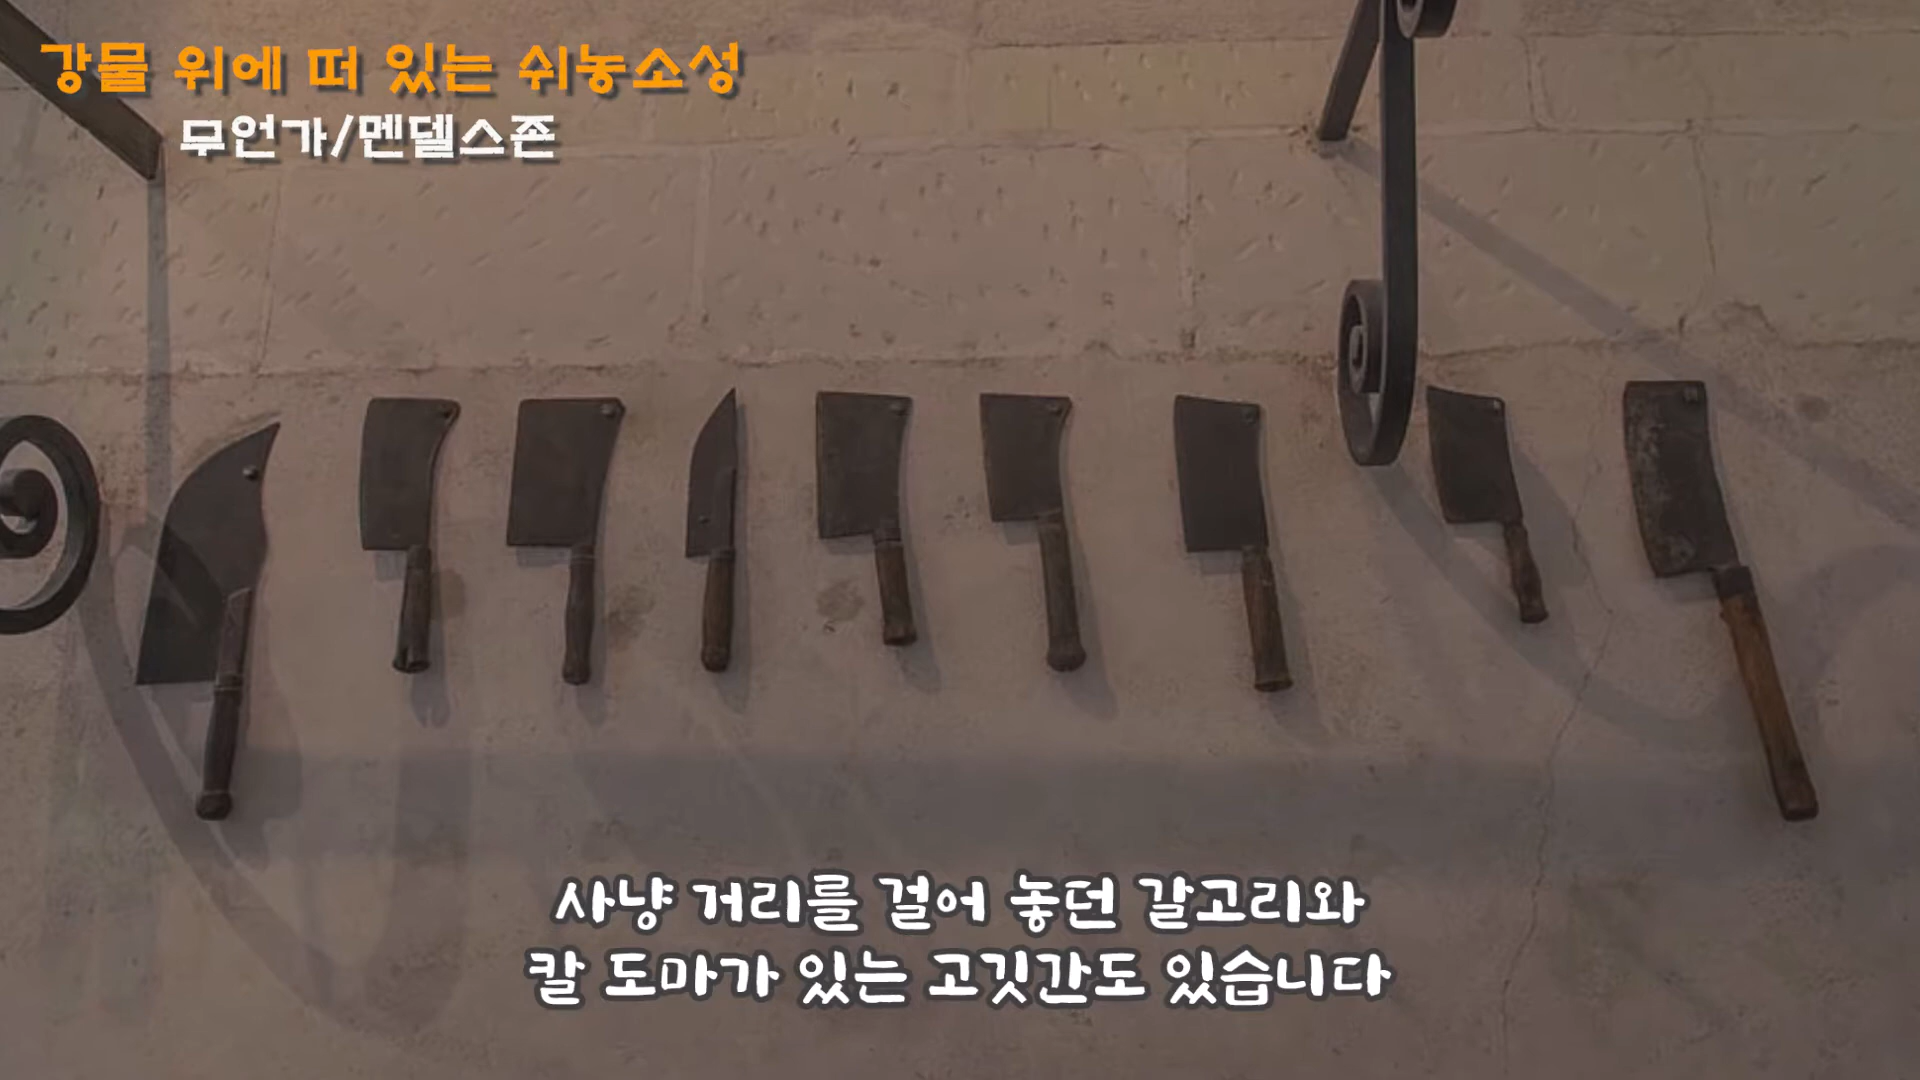 강물 위에 떠 있는 쉬농소성
무언가/멘델스죤
사냥 거리를 걸어 놓던 갈고리와
칼 도마가 있는 고깃간도 있습니다